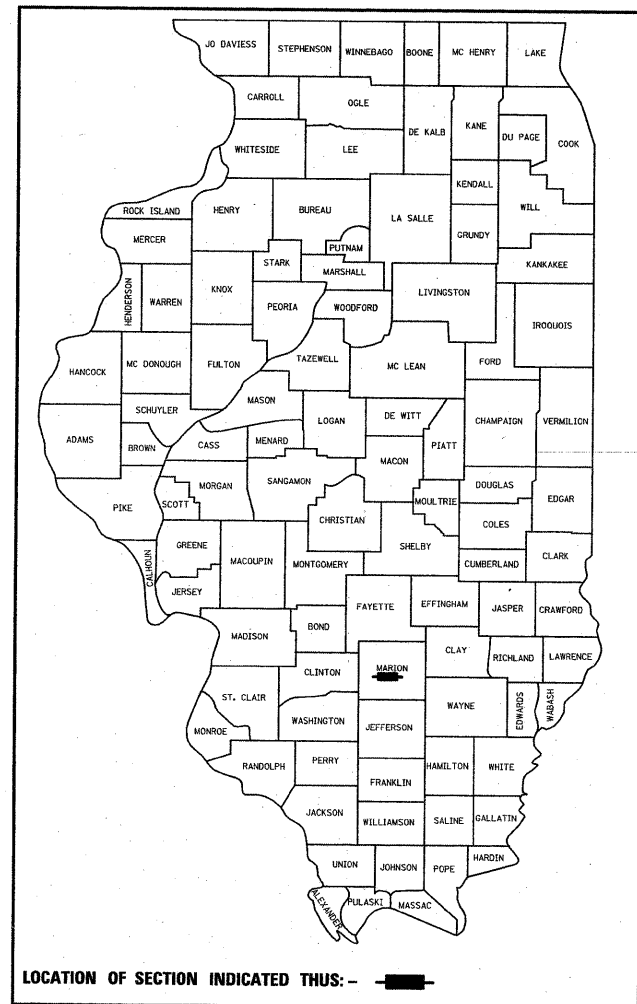 JO DAVIESS STEPHENSON WINNEBAGO BOONE MC HENRY LAKE
CARROLL OGLE DE KALB KANE DU PAGE COOK
WHITESIDE LEE
KENDALL
ROCK ISLAND HENRY BUREAU LA SALLE GRUNDY WILL
MERCER PUTNAM
STARK MARSHALL KANKAKEE
HENDERSON WARREN KNOX PEORIA WOODFORD LIVINGSTON IROQUOIS
HANCOCK MC DONOUGH FULTON TAZEWELL MC LEAN FORD
SCHUYLER MASON LOGAN DE WITT CHAMPAIGN VERMILION
ADAMS BROWN CASS MENARD PIATT
MACON
PIKE SCOTT MORGAN SANGAMON CHRISTIAN MOULTRIE DOUGLAS EDGAR
COLES
CALHOUN GREENE MACOUPIN MONTGOMERY SHELBY CUMBERLAND CLARK
JERSEY FAYETTE EFFINGHAM JASPER CRAWFORD
MADISON BOND
CLINTON MARION CLAY RICHLAND LAWRENCE
ST. CLAIR WAYNE EDWARDS WABASH
MONROE WASHINGTON JEFFERSON
RANDOLPH PERRY HAMILTON WHITE
FRANKLIN
JACKSON WILLIAMSON SALINE GALLATIN
UNION JOHNSON POPE HARDIN
ALEXANDER PULASKI MASSAC
LOCATION OF SECTION INDICATED THUS: -